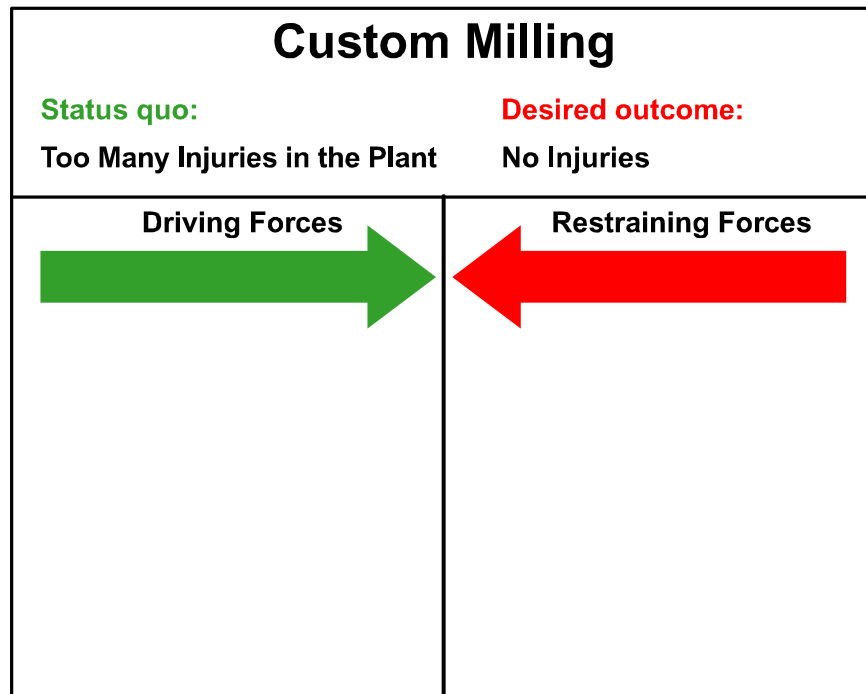 Custom Milling
Status quo:
Desired outcome:
Too Many Injuries in the Plant
No Injuries
Driving Forces
Restraining Forces